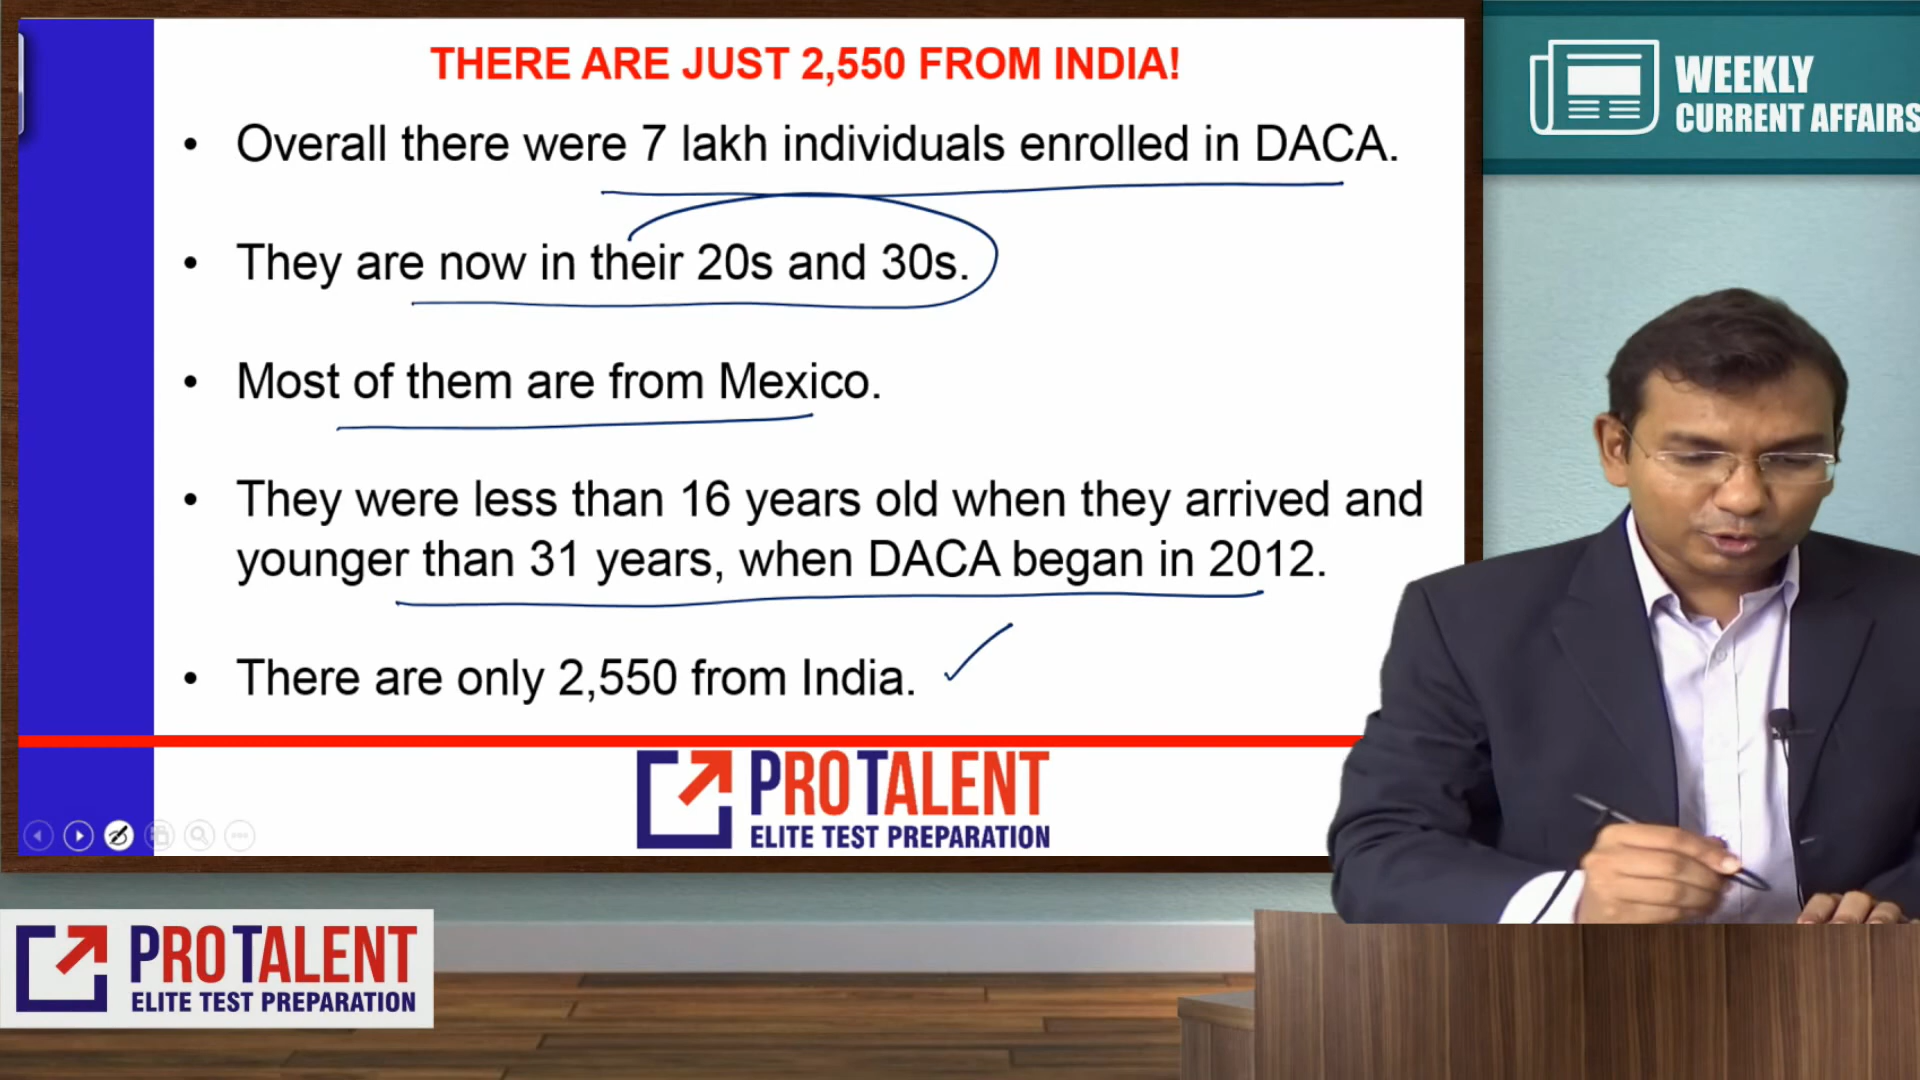 THERE ARE JUST 2,550 FROM INDIA!
• Overall there were 7 lakh individuals enrolled in DACA.
• They are now in their 20s and 30s.
• Most of them are from Mexico.
• They were less than 16 years old when they arrived and
younger than 31 years, when DACA began in 2012.
• There are only 2,550 from India.
PROTALENT
ELITE TEST PREPARATION
WEEKLY
CURRENT AFFAIRS
PROTALENT
ELITE TEST PREPARATION